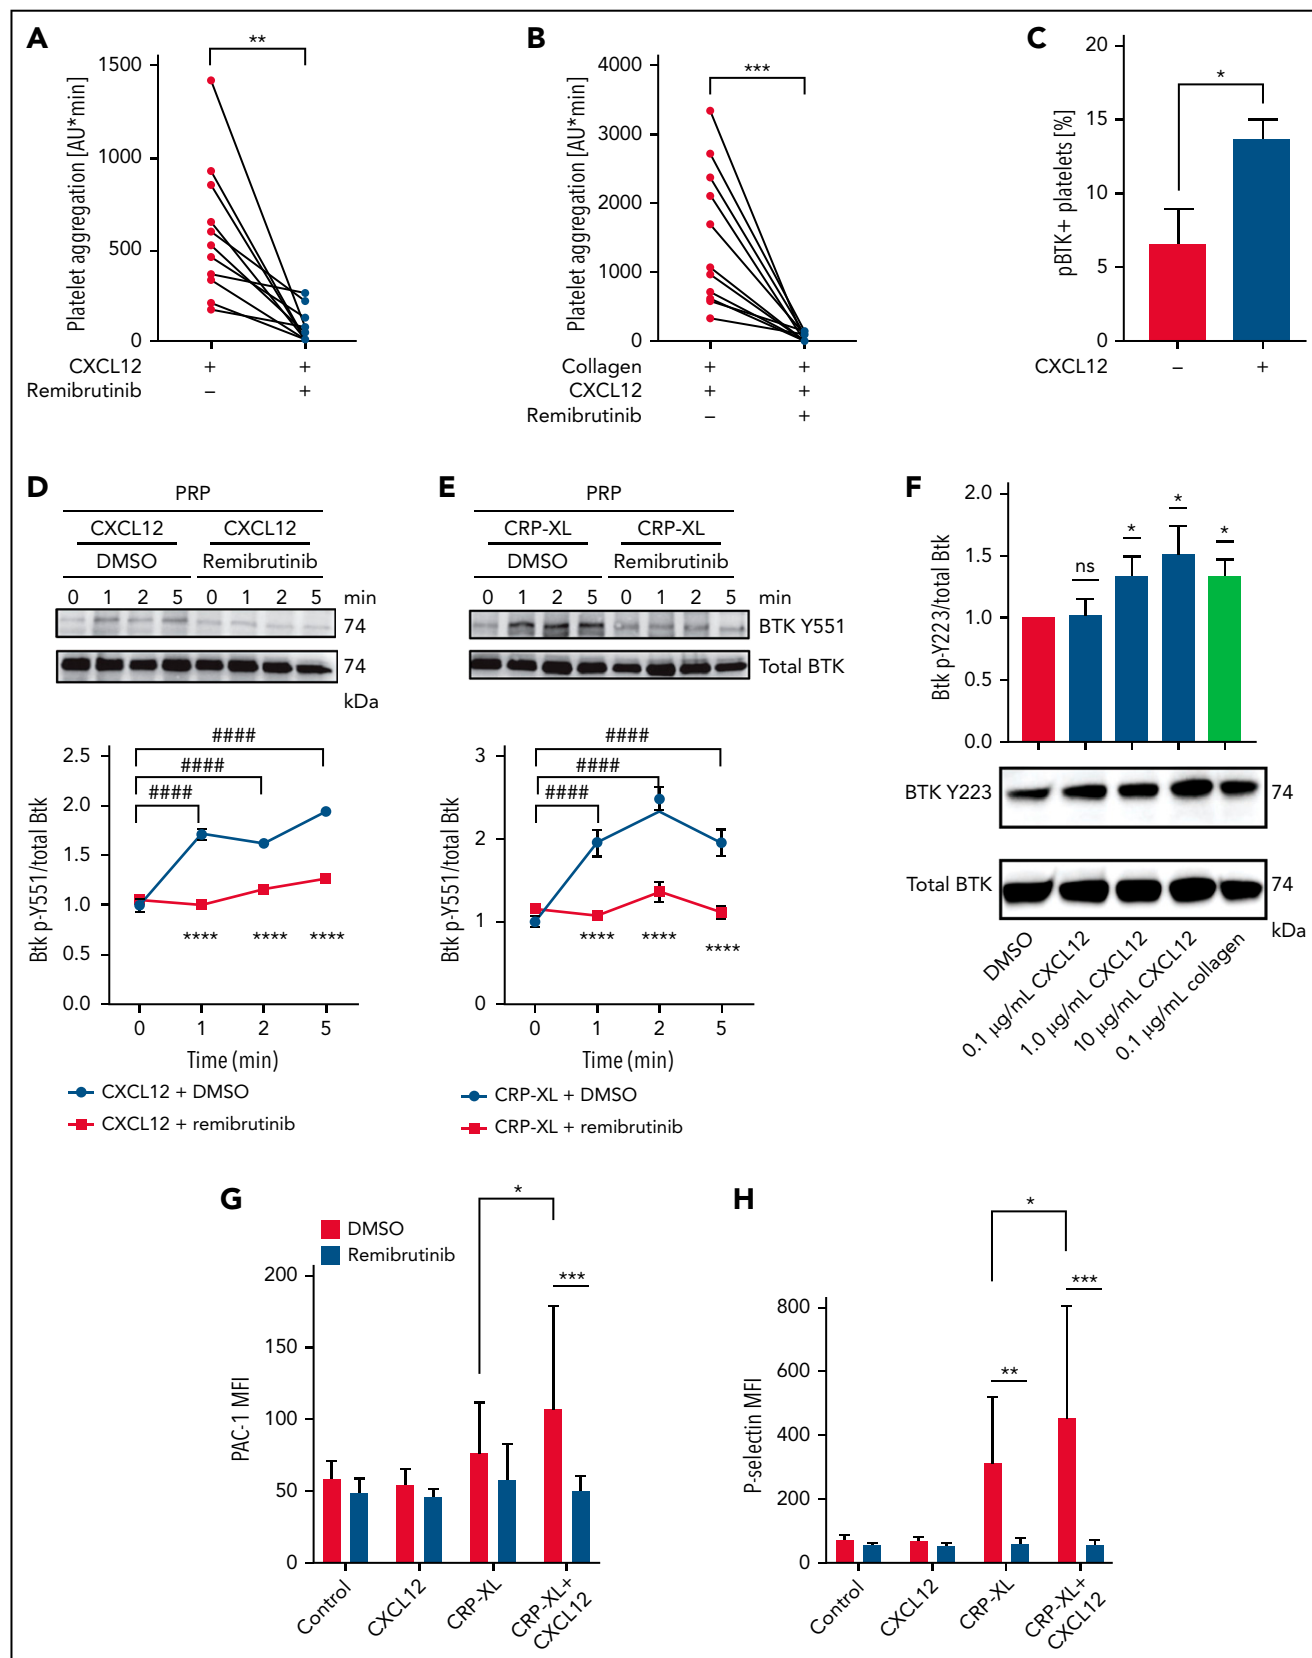 A
**
Platelet aggregation [AU*min]
1500
1000
500
0
CXCL12 + +
Remibrutinib – +
B
***
Platelet aggregation [AU*min]
4000
3000
2000
1000
0
Collagen + +
CXCL12 + +
Remibrutinib – +
C
*
pBTK+ platelets [%]
20
15
10
5
0
CXCL12 – +
D
PRP
CXCL12 CXCL12
DMSO Remibrutinib
0 1 2 5 0 1 2 5 min
74
74
kDa
####
####
####
Btk p-Y551/total Btk
2.5
2.0
1.5
1.0
0.5
0.0
**** **** ****
0 1 2 5
Time (min)
CXCL12 + DMSO
CXCL12 + remibrutinib
E
PRP
CRP-XL CRP-XL
DMSO Remibrutinib
0 1 2 5 0 1 2 5 min
BTK Y551
Total BTK
####
####
####
Btk p-Y551/total Btk
3
2
1
0
**** **** ****
0 1 2 5
Time (min)
CRP-XL + DMSO
CRP-XL + remibrutinib
F
Btk p-Y223/total Btk
2.0
1.5
1.0
0.5
0.0
ns * * *
BTK Y223 74
Total BTK 74
kDa
DMSO
0.1 µg/mL CXCL12
1.0 µg/mL CXCL12
10 µg/mL CXCL12
0.1 µg/mL collagen
G
DMSO
Remibrutinib
*
***
PAC-1 MFI
200
150
100
50
0
Control
CXCL12
CRP-XL
CRP-XL+
CXCL12
H
*
***
**
P-selectin MFI
800
600
400
200
0
Control
CXCL12
CRP-XL
CRP-XL+
CXCL12